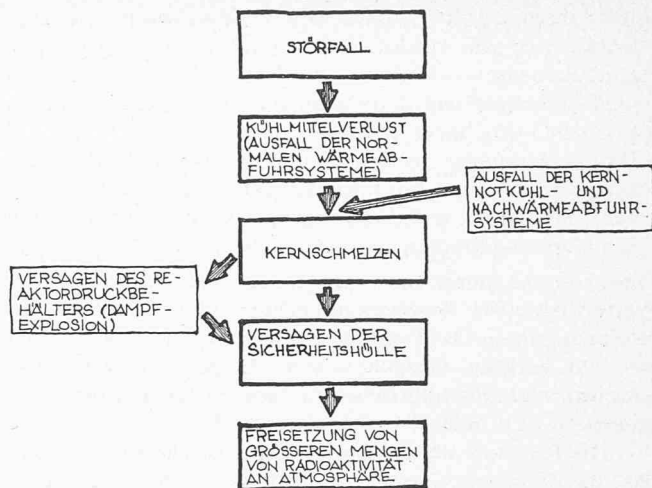 STÖRFALL
KÜHLMITTELVERLUST
(AUSFALL DER NOR-
MALEN WÄRMEAB-
FUHRSYSTEME)
AUSFALL DER KERN-
NOTKÜHL- UND
NACHWÄRMEABFUHR-
SYSTEME
KERNSCHMELZEN
VERSAGEN DES RE-
AKTORDRUCKBE-
HÄLTERS (DAMPF-
EXPLOSION)
VERSAGEN DER
SICHERHEITSHÜLLE
FREISETZUNG VON
GRÖSSEREN MENGEN
VON RADIOAKTIVITÄT
AN ATMOSPHÄRE